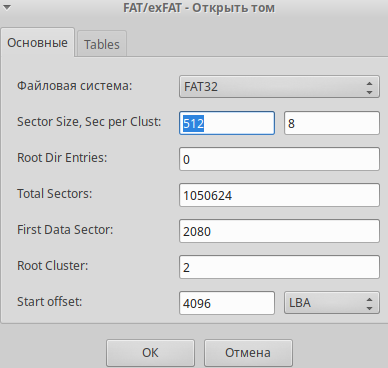 FAT/exFAT - Открыть том
Основные Tables
Файловая система: FAT32
Sector Size, Sec per Clust: 512 8
Root Dir Entries: 0
Total Sectors: 1050624
First Data Sector: 2080
Root Cluster: 2
Start offset: 4096 LBA
ОК Отмена